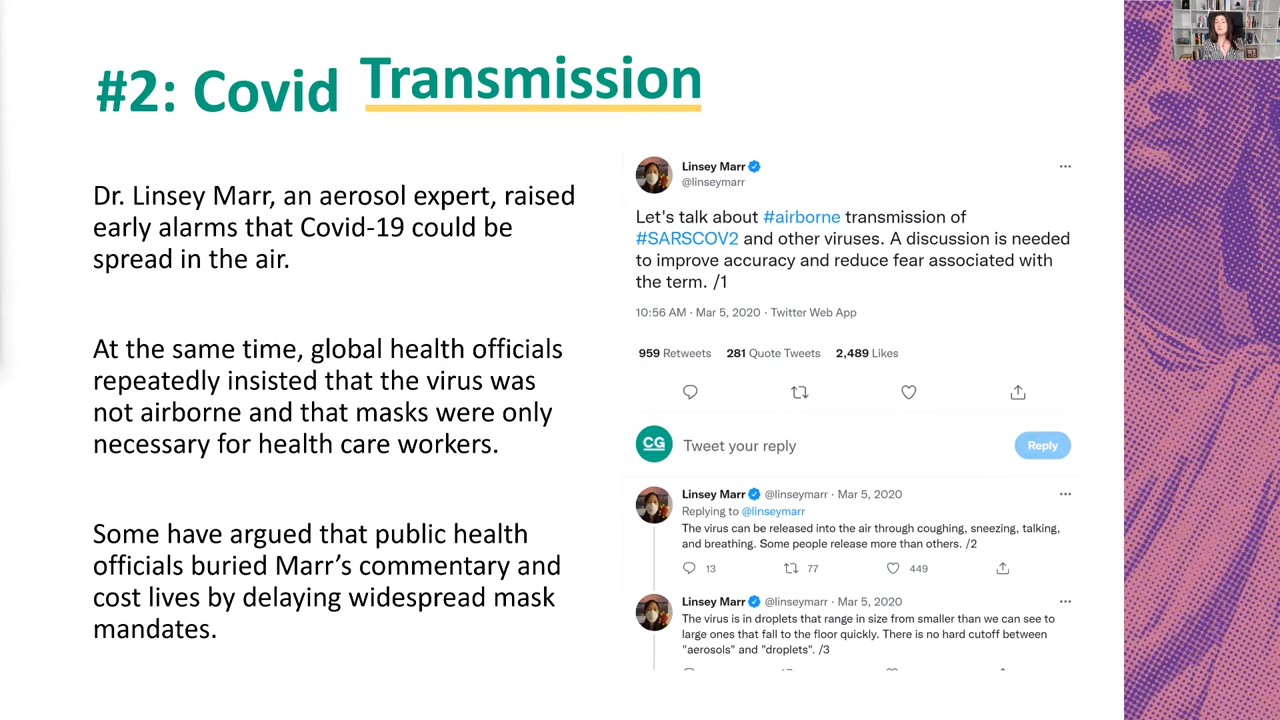 #2: Covid Transmission
Dr. Linsey Marr, an aerosol expert, raised
early alarms that Covid-19 could be
spread in the air.
At the same time, global health officials
repeatedly insisted that the virus was
not airborne and that masks were only
necessary for health care workers.
Some have argued that public health
officials buried Marr’s commentary and
cost lives by delaying widespread mask
mandates.
Linsey Marr
@linseymarr
Let's talk about #airborne transmission of
#SARSCOV2 and other viruses. A discussion is needed
to improve accuracy and reduce fear associated with
the term. /1
10:56 AM · Mar 5, 2020 · Twitter Web App
959 Retweets 281 Quote Tweets 2,489 Likes
CG Tweet your reply Reply
Linsey Marr @linseymarr · Mar 5, 2020
Replying to @linseymarr
The virus can be released into the air through coughing, sneezing, talking,
and breathing. Some people release more than others. /2
13 77 449
Linsey Marr @linseymarr · Mar 5, 2020
The virus is in droplets that range in size from smaller than we can see to
large ones that fall to the floor quickly. There is no hard cutoff between
"aerosols" and "droplets". /3